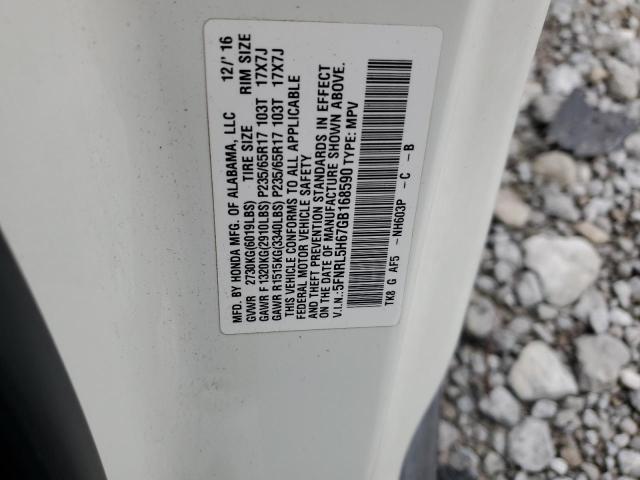 MFD. BY HONDA MFG. OF ALABAMA, LLC 12/' 16
GVWR 2730KG(6019LBS) TIRE SIZE RIM SIZE
GAWR F 1320KG(2910LBS) P235/65R17 103T 17X7J
GAWR R1515KG(3340LBS) P235/65R17 103T 17X7J
THIS VEHICLE CONFORMS TO ALL APPLICABLE
FEDERAL MOTOR VEHICLE SAFETY
AND THEFT PREVENTION STANDARDS IN EFFECT
ON THE DATE OF MANUFACTURE SHOWN ABOVE.
V.I.N.:5FNRL5H67GB168590 TYPE: MPV
TK8 G AF5 -NH603P -C -B